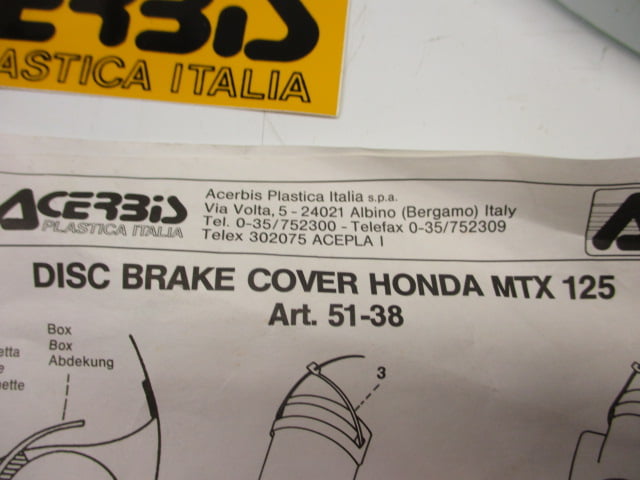 ACERBIS
PLASTICA ITALIA
ACERBIS
PLASTICA ITALIA
Acerbis Plastica Italia s.p.a.
Via Volta, 5 - 24021 Albino (Bergamo) Italy
Tel. 0-35/752300 - Telefax 0-35/752309
Telex 302075 ACEPLA I
DISC BRAKE COVER HONDA MTX 125
Art. 51-38
Box
Box
Abdekung
3